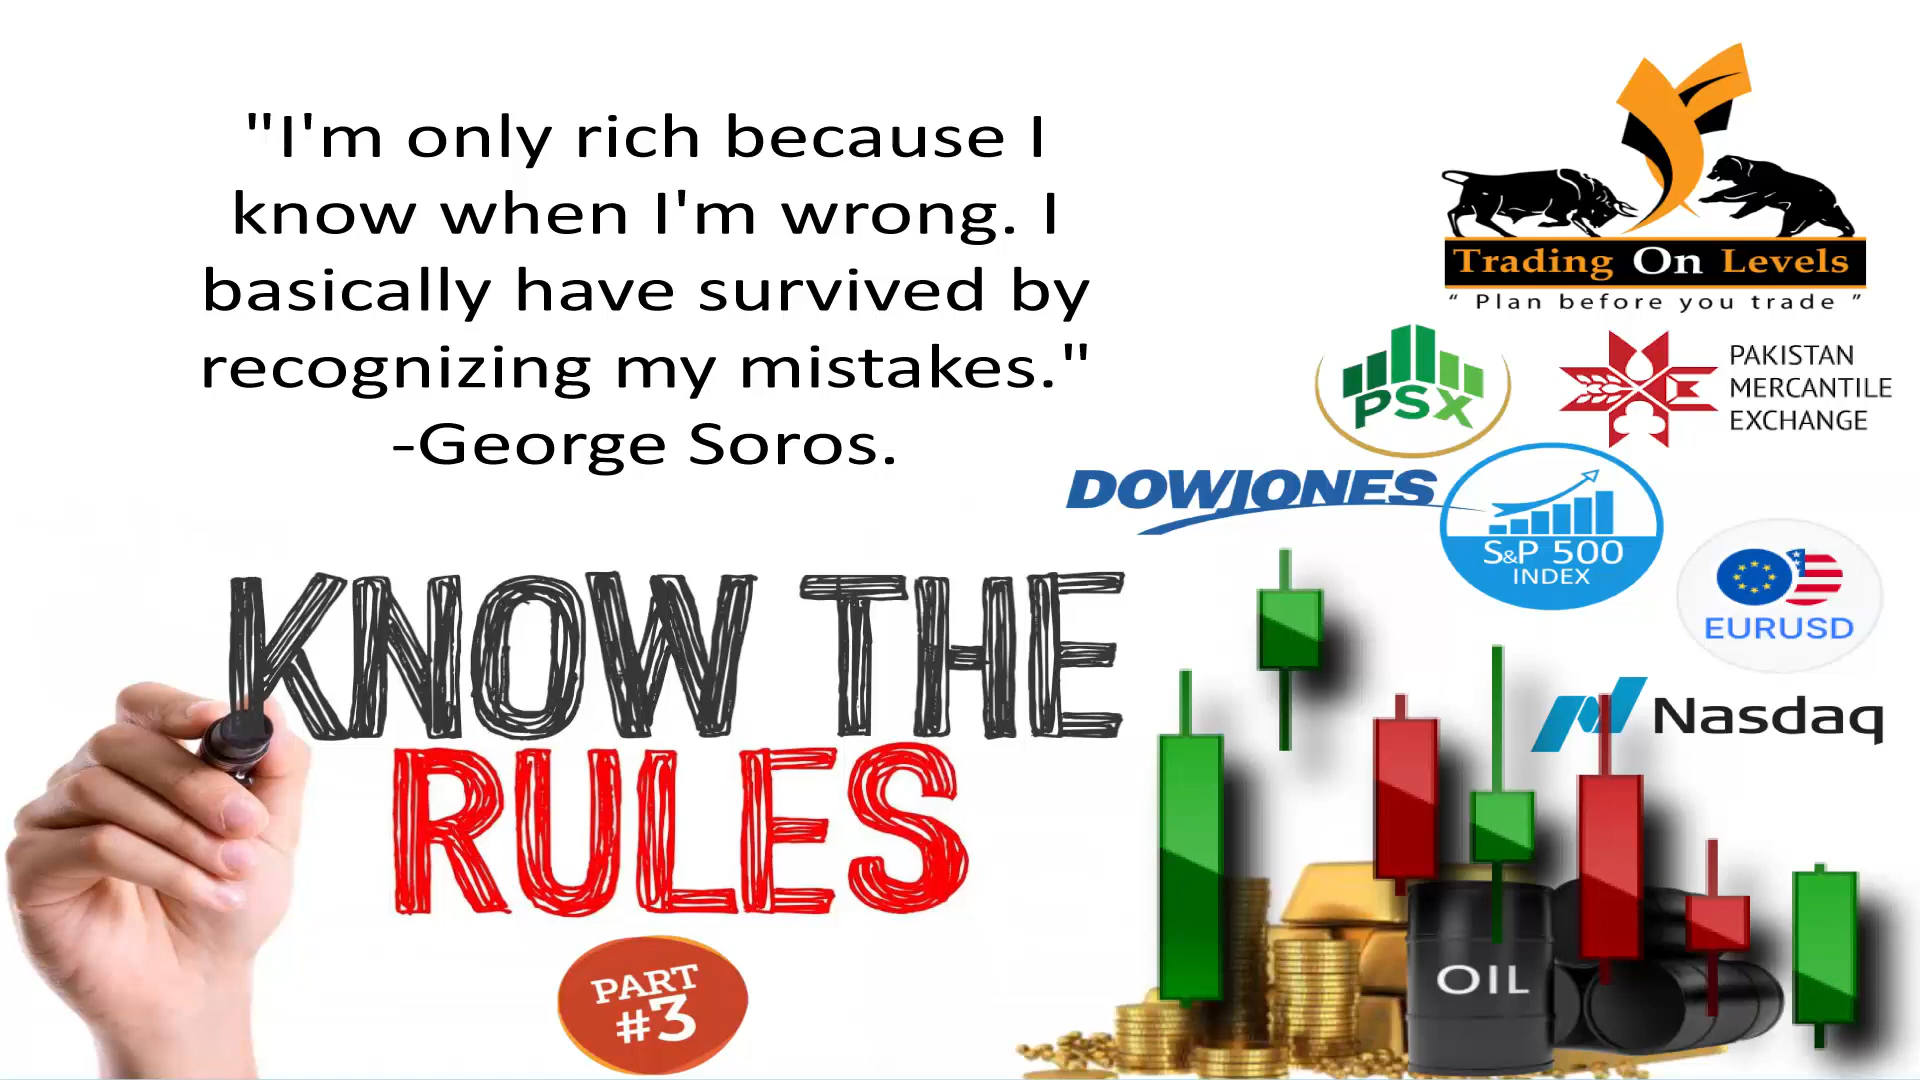 "I'm only rich because I
know when I'm wrong. I
basically have survived by
recognizing my mistakes."
-George Soros.
Trading On Levels
“ Plan before you trade ”
PSX
PAKISTAN
MERCANTILE
EXCHANGE
DOWJONES
S&P 500
INDEX
EURUSD
Nasdaq
KNOW THE
RULES
PART
#3
OIL